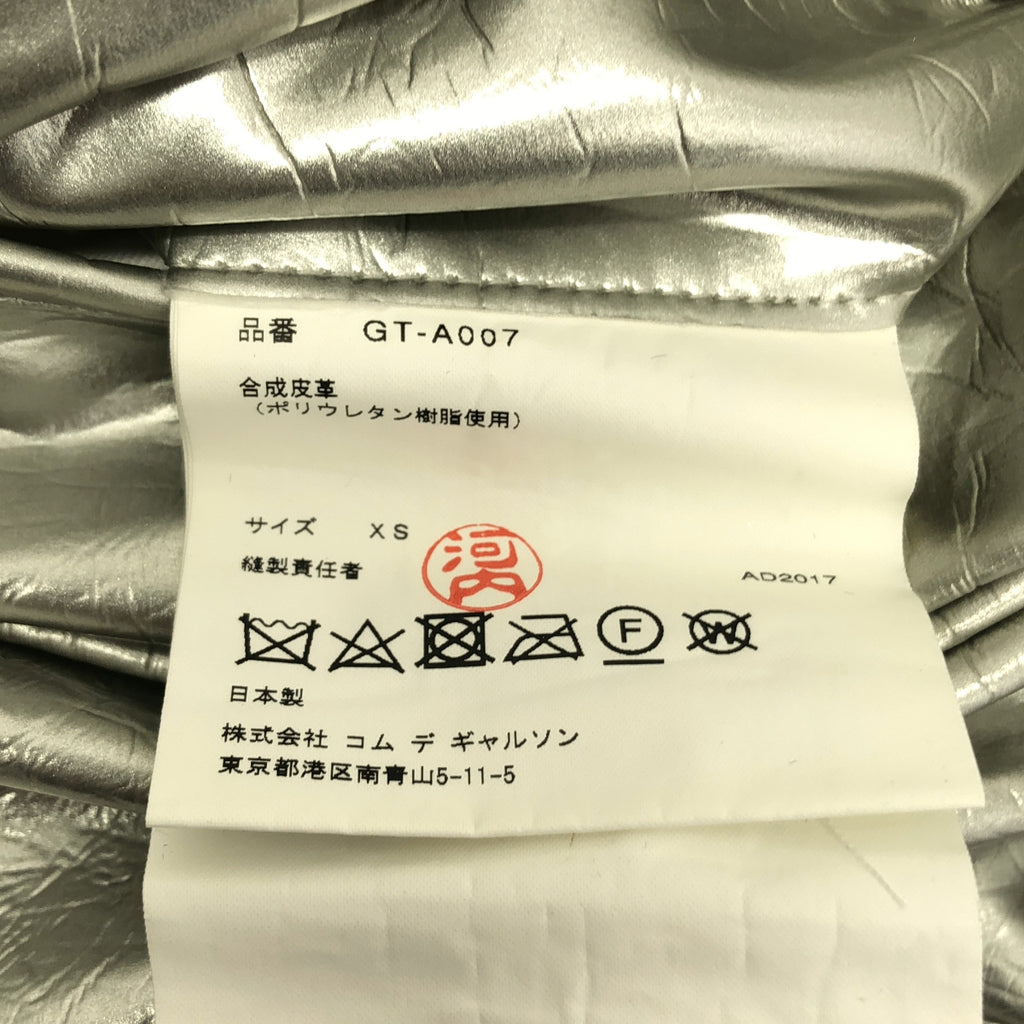 品番 GT-A007
合成皮革
(ポリウレタン樹脂使用)
サイズ XS
河内
縫製責任者
AD2017
F
W
日本製
株式会社 コム デ ギャルソン
東京都港区南青山5-11-5